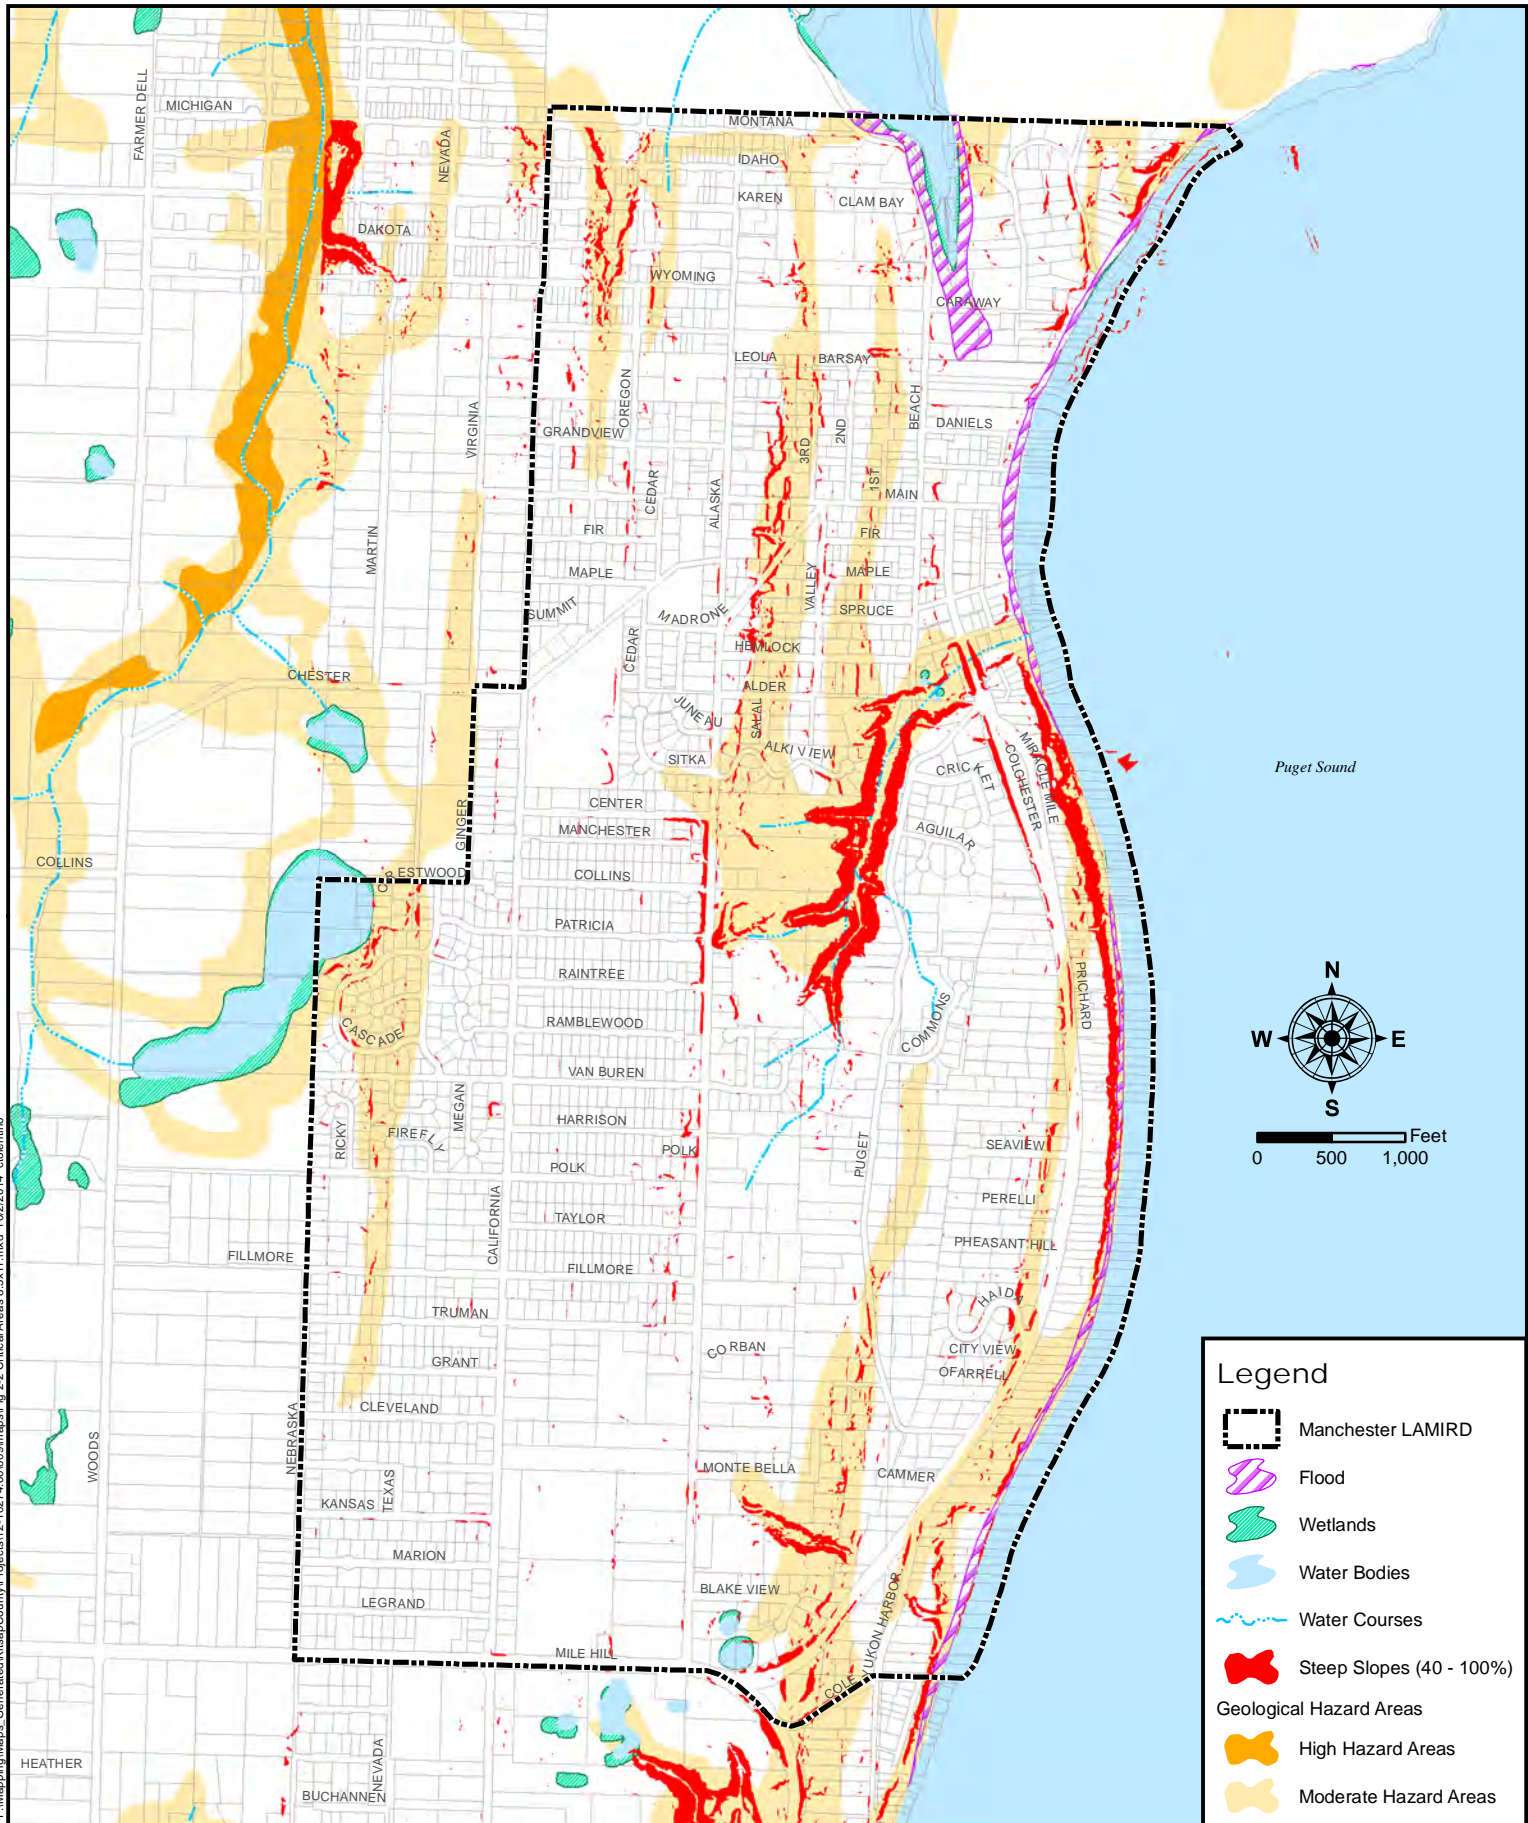 MICHIGAN
FARMER DELL
NEVADA
MONTANA
IDAHO
KAREN
CLAM BAY
DAKOTA
WYOMING
CARAWAY
LEOLA
BARSAY
OREGON
BEACH
VIRGINIA
GRANDVIEW
DANIELS
2ND
3RD
1ST
CEDAR
ALASKA
MAIN
FIR
FIR
MARTIN
MAPLE
MAPLE
VALLEY
SUMMIT
MADRONE
SPRUCE
CEDAR
HEMLOCK
CHESTER
ALDER
JUNEAU
SALAL
ALKI VIEW
SITKA
MIRACLE MILE
COLCHESTER
CRICKET
Puget Sound
CENTER
GINGER
MANCHESTER
AGUILAR
COLLINS
CRESTWOOD
COLLINS
PATRICIA
RAINTREE
PRICHARD
N
CASCADE
RAMBLEWOOD
COMMONS
W
E
VAN BUREN
S
MEGAN
HARRISON
RICKY
FIREFLY
POLK
PUGET
SEAVIEW
Feet
0 500 1,000
POLK
PERELLI
CALIFORNIA
TAYLOR
PHEASANT HILL
FILLMORE
FILLMORE
HAIDA
TRUMAN
CORBAN
CITY VIEW
GRANT
OFARRELL
CLEVELAND
NEBRASKA
WOODS
MONTE BELLA
CAMMER
TEXAS
KANSAS
MARION
BLAKE VIEW
LEGRAND
YUKON HARBOR
MILE HILL
COLE
HEATHER
NEVADA
BUCHANNEN
Legend
Manchester LAMIRD
Flood
Wetlands
Water Bodies
Water Courses
Steep Slopes (40 - 100%)
Geological Hazard Areas
High Hazard Areas
Moderate Hazard Areas